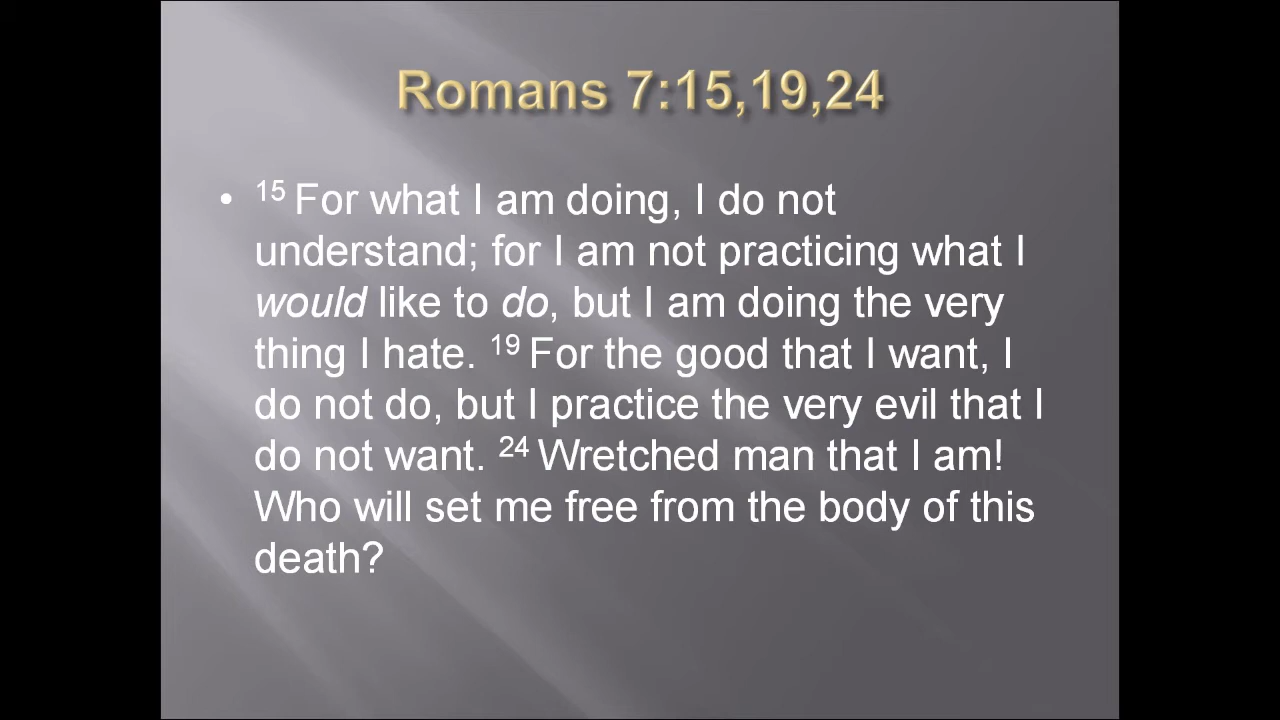 Romans 7:15,19,24
• 15 For what I am doing, I do not
understand; for I am not practicing what I
would like to do, but I am doing the very
thing I hate. 19 For the good that I want, I
do not do, but I practice the very evil that I
do not want. 24 Wretched man that I am!
Who will set me free from the body of this
death?